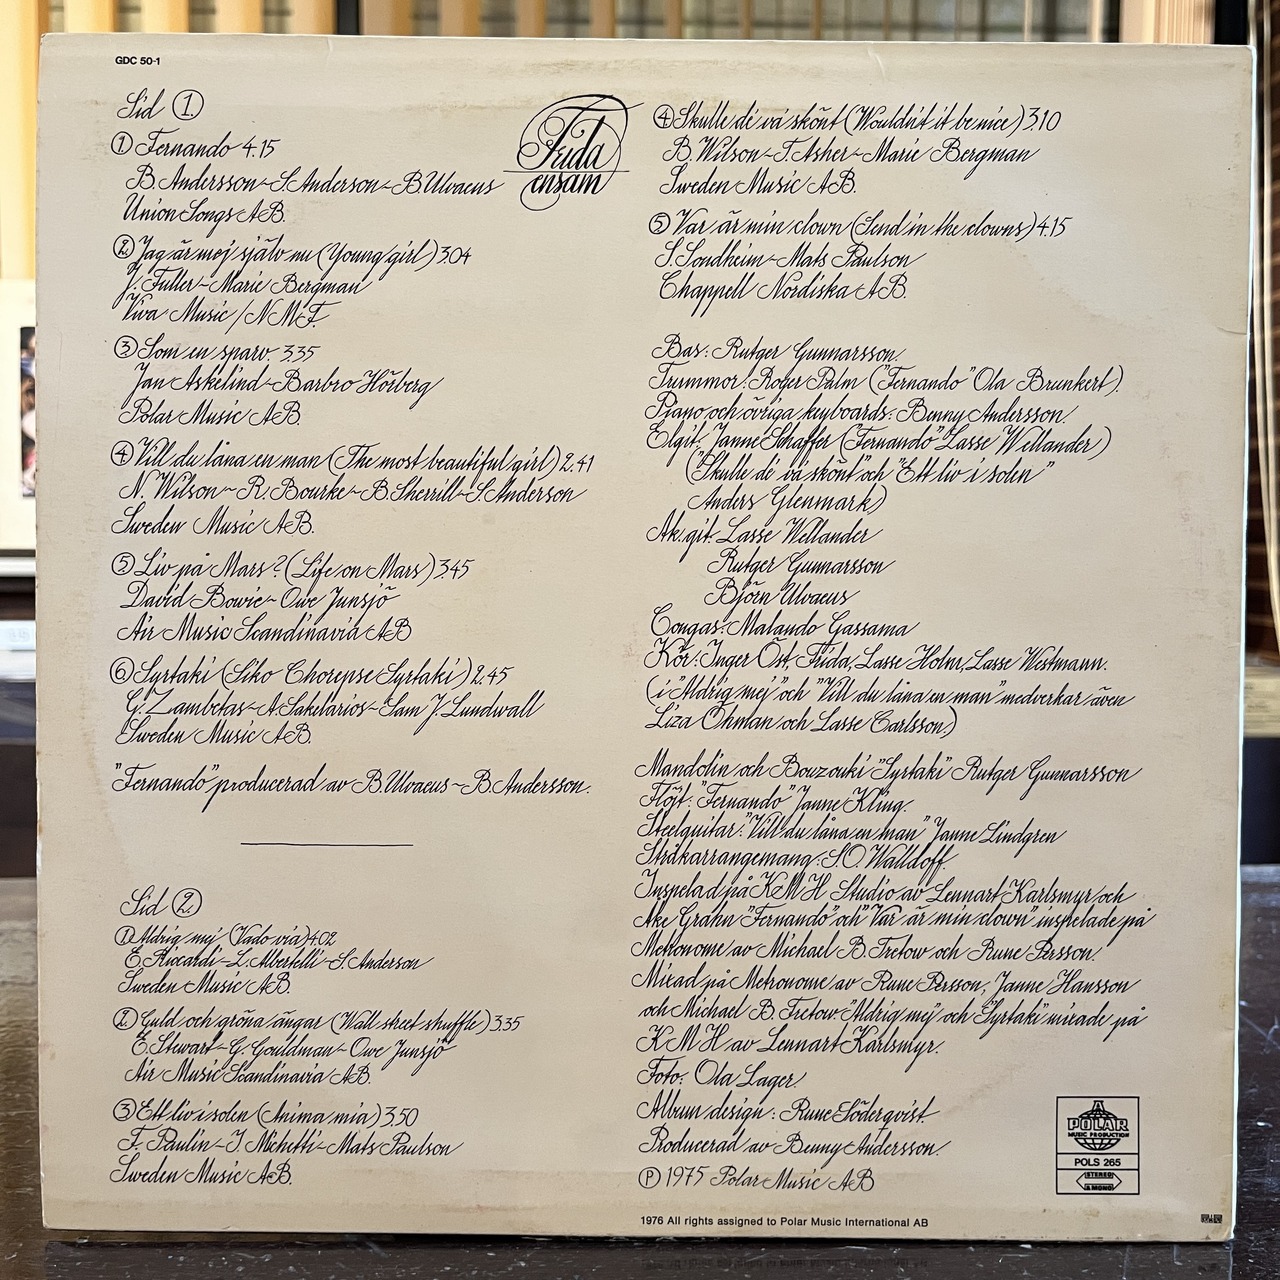 GDC 50-1
Sid 1.
① Fernando 4.15
B. Andersson~S. Anderson~B Ulvaeus
Union Songs AB.
② Jag är mej själv nu (Young girl) 3.04
J. Fuller~Marie Bergman
Viva Music / NMF.
③ Som en sparv. 3.35
Jan Askelind~Barbro Hörberg
Polar Music AB.
④ Vill du låna en man (The most beautiful girl) 2.41
N. Wilson~R. Bourke~B. Sherrill~S. Anderson
Sweden Music AB.
⑤ Liv på Mars? (Life on Mars) 3.45
David Bowie~Owe Junsjö
Air Music Scandinavia AB
⑥ Syrtaki (Siko Chorepse Syrtaki) 2.45
G. Zambetas~A. Sakelarios~Sam J. Lundwall
Sweden Music AB.
"Fernando" producerad av B. Ulvaeus~B. Andersson.
Sid 2.
① Aldrig mej (Vado via) 4.02
E. Riccardi~L. Albertelli~S. Anderson
Sweden Music AB.
② Guld och gröna ängar (Wall street shuffle) 3.35
E. Stewart~G. Gouldman~Owe Junsjö
Air Music Scandinavia AB.
③ Ett liv i solen (Anima mia) 3.50
F. Paulin~I. Michetti~Mats Paulson
Sweden Music AB.
Frida
ensam
④ Skulle de' va skönt (Wouldn't it be nice) 3.10
B. Wilson~T. Asher~Marie Bergman
Sweden Music AB.
⑤ Var är min clown (Send in the clowns) 4.15
S. Sondheim~Mats Paulson
Chappell Nordiska AB.
Bas: Rutger Gunnarsson.
Trummor: Roger Palm ("Fernando" Ola Brunkert).
Piano och övriga keyboards: Benny Andersson.
Elgit. Janne Schaffer ("Fernando" Lasse Wellander)
("Skulle de' va skönt" och "Ett liv i solen"
Anders Glenmark)
Ak. git. Lasse Wellander
Rutger Gunnarsson
Björn Ulvaeus
Congas: Malando Gassama
Kör: Inger Öst, Frida, Lasse Holm, Lasse Westmann.
(i "Aldrig mej" och "Vill du låna en man" medverkar även
Liza Öhman och Lasse Carlsson)
Mandolin och Bouzouki "Syrtaki" Rutger Gunnarsson
Flöjt: "Fernando" Janne Kling.
Steelguitar: "Vill du låna en man" Janne Lindgren
Stråkarrangemang: S.O. Walldoff.
Inspelad på KMH Studio av Lennart Karlsmyr och
Åke Grahn "Fernando" och "Var är min clown" inspelade på
Metronome av Michael B. Tretow och Rune Persson.
Mixad på Metronome av Rune Persson, Janne Hansson
och Michael B. Tretow "Aldrig mej" och "Syrtaki" mixade på
KMH av Lennart Karlsmyr.
Foto: Ola Lager
Album design: Rune Söderqvist.
Producerad av Benny Andersson.
Ⓟ 1975 Polar Music AB
POLAR
MUSIC PRODUCTION
POLS 265
STEREO
& MONO
1976 All rights assigned to Polar Music International AB